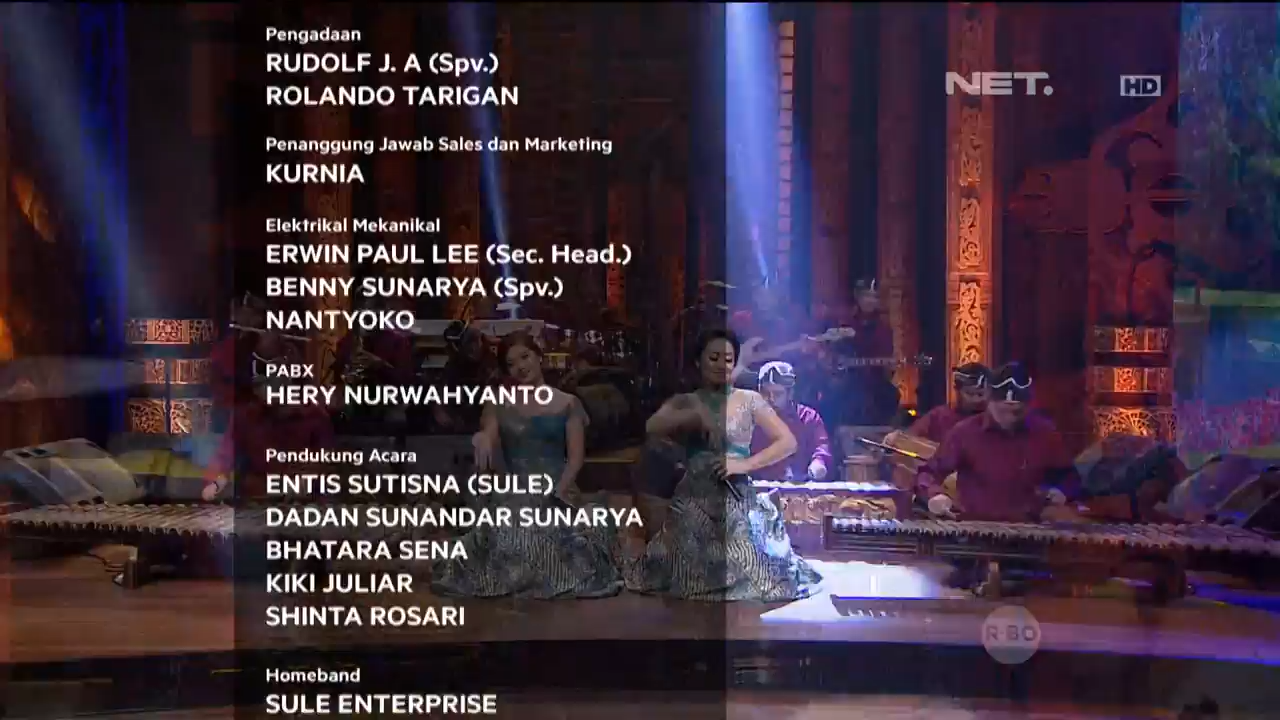 Pengadaan
RUDOLF J. A (Spv.)
ROLANDO TARIGAN
NET.
HD
Penanggung Jawab Sales dan Marketing
KURNIA
Elektrikal Mekanikal
ERWIN PAUL LEE (Sec. Head.)
BENNY SUNARYA (Spv.)
NANTYOKO
PABX
HERY NURWAHYANTO
Pendukung Acara
ENTIS SUTISNA (SULE)
DADAN SUNANDAR SUNARYA
BHATARA SENA
KIKI JULIAR
SHINTA ROSARI
R-BO
Homeband
SULE ENTERPRISE